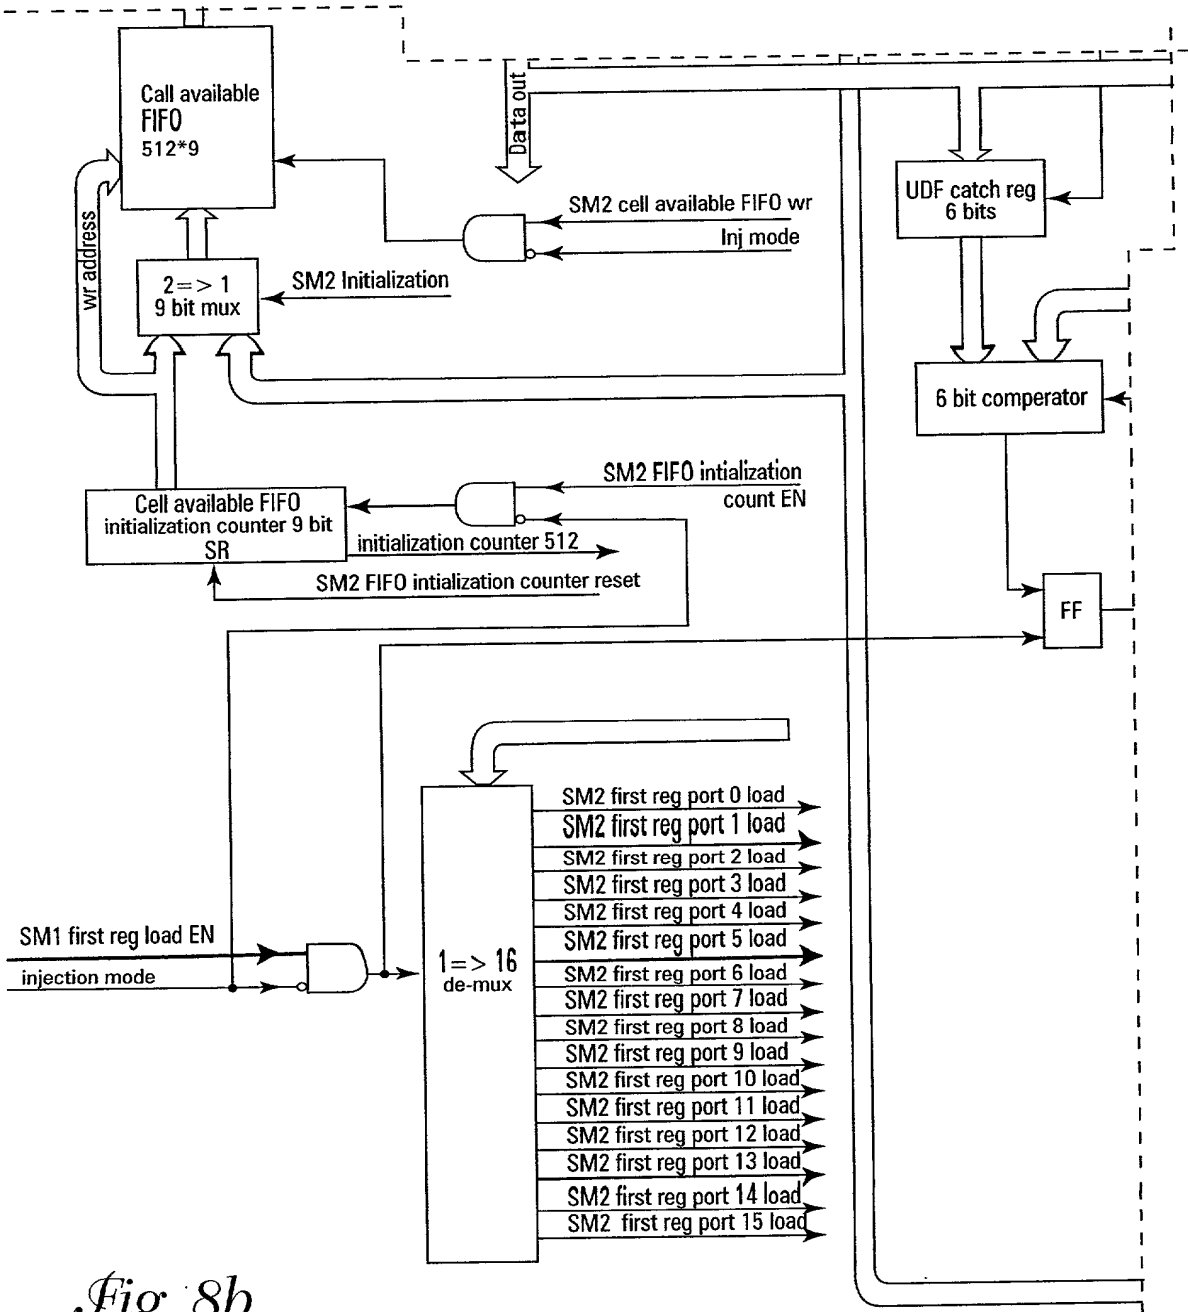 Call available
FIFO
512*9
Data out
UDF catch reg
6 bits
SM2 cell available FIFO wr
Inj mode
wr address
2=> 1
9 bit mux
SM2 Initialization
6 bit comperator
SM2 FIFO intialization
count EN
Cell available FIFO
initialization counter 9 bit
SR
initialization counter 512
SM2 FIFO intialization counter reset
FF
SM2 first reg port 0 load
SM2 first reg port 1 load
SM2 first reg port 2 load
SM2 first reg port 3 load
SM2 first reg port 4 load
SM2 first reg port 5 load
SM2 first reg port 6 load
SM2 first reg port 7 load
SM2 first reg port 8 load
SM2 first reg port 9 load
SM2 first reg port 10 load
SM2 first reg port 11 load
SM2 first reg port 12 load
SM2 first reg port 13 load
SM2 first reg port 14 load
SM2 first reg port 15 load
SM1 first reg load EN
injection mode
1=> 16
de-mux
Fig 8b